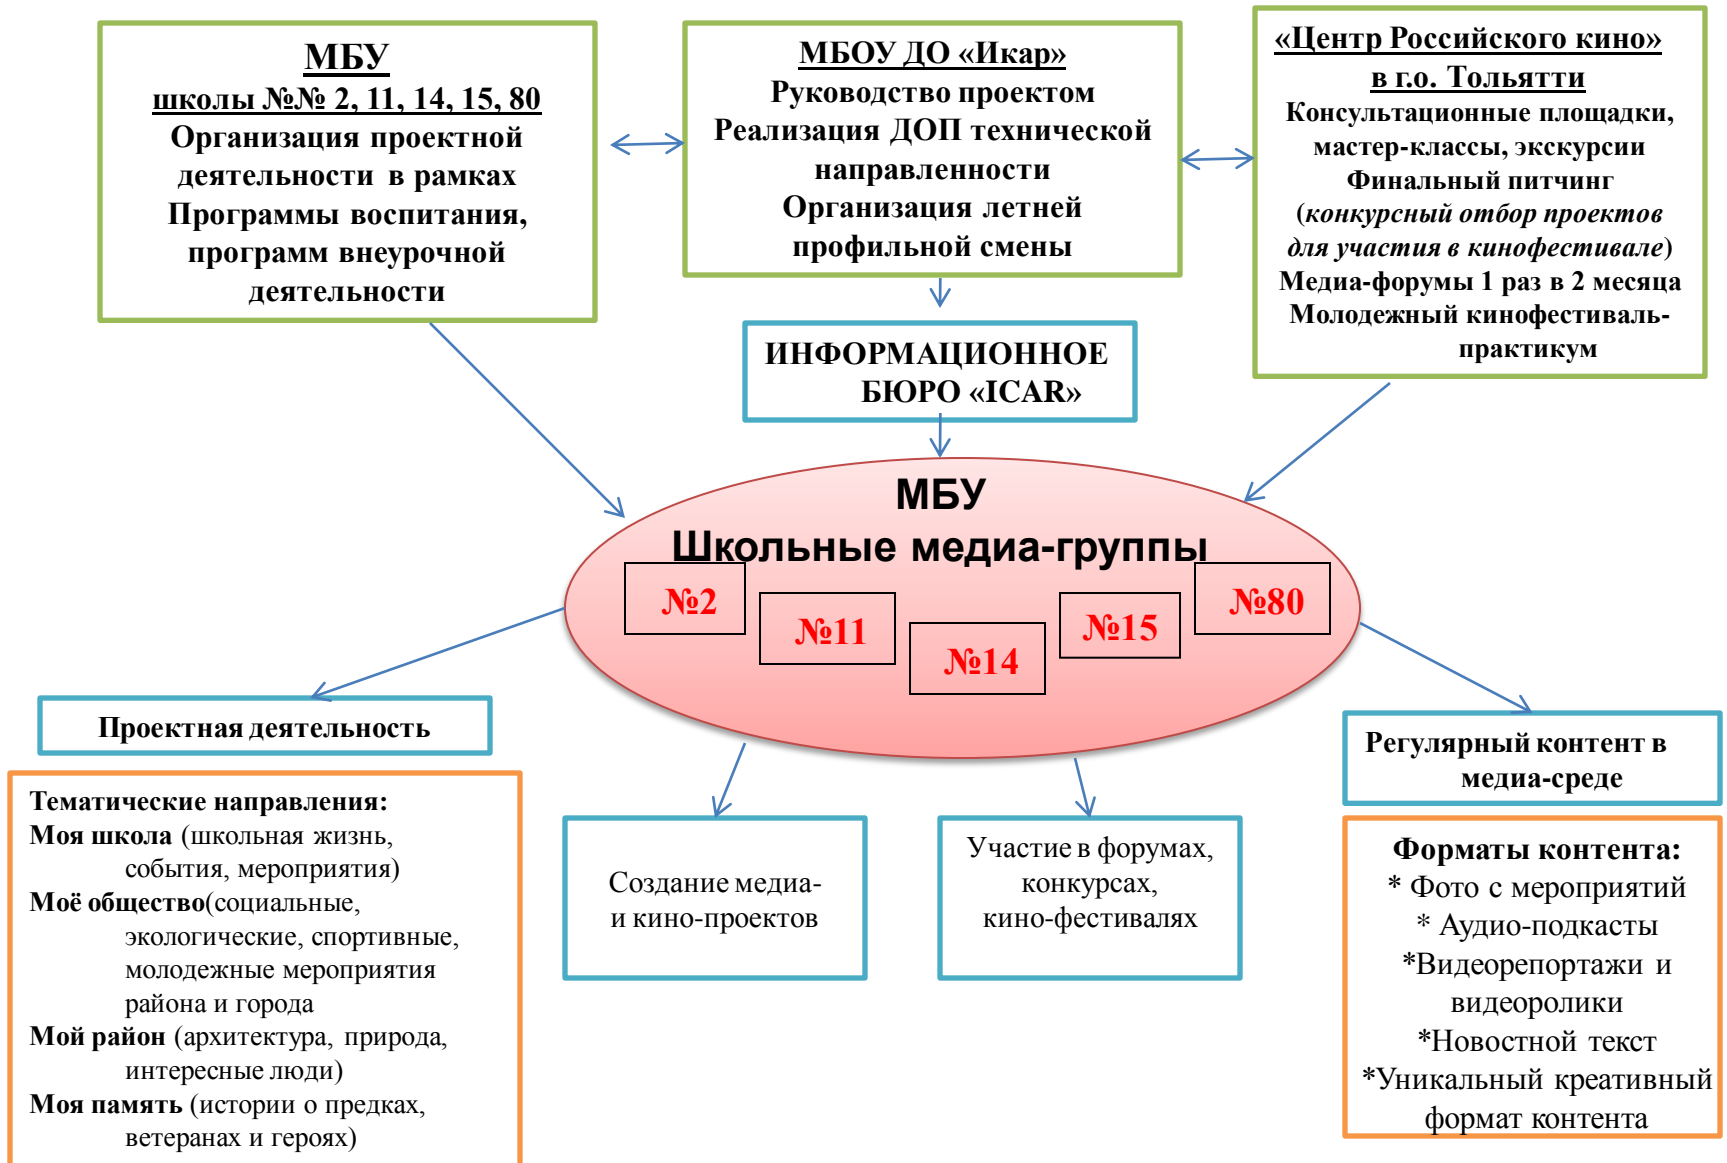 МБУ
школы №№ 2, 11, 14, 15, 80
Организация проектной
деятельности в рамках
Программы воспитания,
программ внеурочной
деятельности
МБОУ ДО «Икар»
Руководство проектом
Реализация ДОП технической
направленности
Организация летней
профильной смены
«Центр Российского кино»
в г.о. Тольятти
Консультационные площадки,
мастер-классы, экскурсии
Финальный питчинг
(конкурсный отбор проектов
для участия в кинофестивале)
Медиа-форумы 1 раз в 2 месяца
Молодежный кинофестиваль-
практикум
ИНФОРМАЦИОННОЕ
БЮРО «ICAR»
МБУ
Школьные медиа-группы
№2
№11
№14
№15
№80
Проектная деятельность
Тематические направления:
Моя школа (школьная жизнь,
события, мероприятия)
Моё общество(социальные,
экологические, спортивные,
молодежные мероприятия
района и города
Мой район (архитектура, природа,
интересные люди)
Моя память (истории о предках,
ветеранах и героях)
Создание медиа-
и кино-проектов
Участие в форумах,
конкурсах,
кино-фестивалях
Регулярный контент в
медиа-среде
Форматы контента:
* Фото с мероприятий
* Аудио-подкасты
*Видеорепортажи и
видеоролики
*Новостной текст
*Уникальный креативный
формат контента